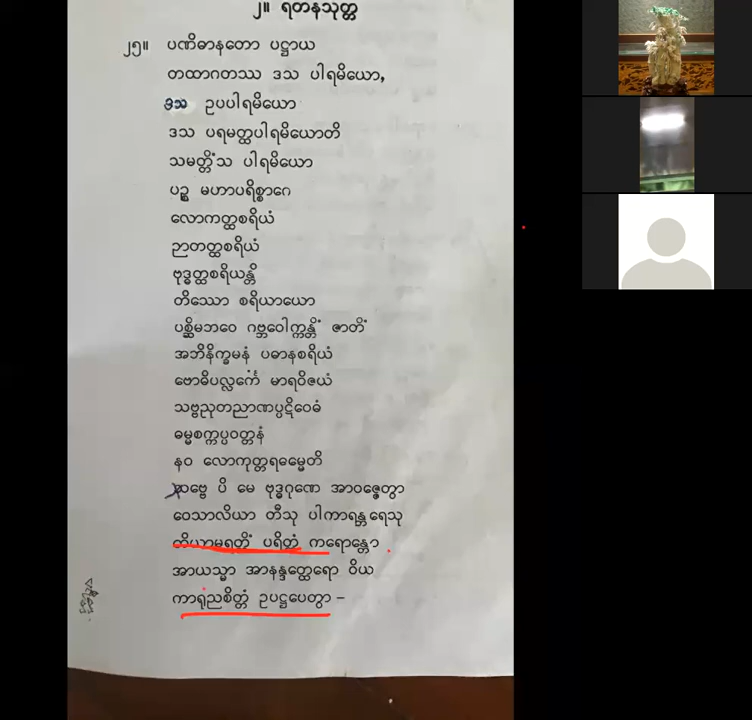 ၂။ ရတနသုတ္တ
၂၅။ ပဏိဓာနတော ပဋ္ဌာယ
တထာဂတဿ ဒသ ပါရမိယော,
ဒသ ဥပပါရမိယော
ဒသ ပရမတ္ထပါရမိယောတိ
သမတ္တိံသ ပါရမိယော
ပဉ္စ မဟာပရိစ္စာဂေ
လောကတ္ထစရိယံ
ဉာတတ္ထစရိယံ
ဗုဒ္ဓတ္ထစရိယန္တိ
တိဿော စရိယာယော
ပစ္ဆိမဘဝေ ဂဗ္ဘဝေါက္ကန္တိံ ဇာတိံ
အဘိနိက္ခမနံ ပဓာနစရိယံ
ဗောဓိပလ္လင်္ကေ မာရဝိဇယံ
သဗ္ဗညုတညာဏပ္ပဋိဝေဓံ
ဓမ္မစက္ကပ္ပဝတ္တနံ
နဝ လောကုတ္တရဓမ္မေတိ
သဗ္ဗေ ပိ မေ ဗုဒ္ဓဂုဏေ အာဝဇ္ဇေတွာ
ဝေသာလိယာ တီသု ပါကာရန္တရေသု
တိယာမရတ္တိံ ပရိတ္တံ ကရောန္တော
အာယသ္မာ အာနန္ဒတ္ထေရော ဝိယ
ကာရုညစိတ္တံ ဥပဋ္ဌပေတွာ –